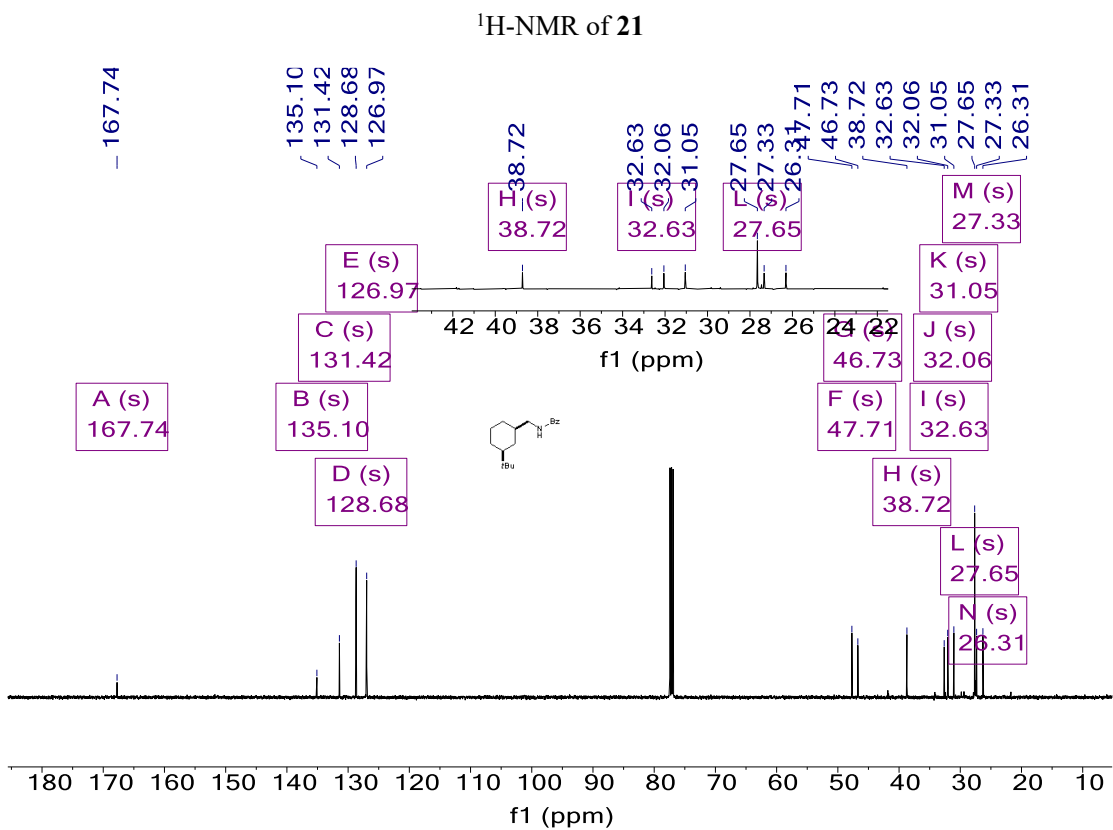 ¹H-NMR of 21
167.74
135.10
131.42
128.68
126.97
47.71
46.73
38.72
32.63
32.06
31.05
27.65
27.33
26.31
38.72
32.63
32.06
31.05
27.65
27.33
26.31
H (s)
38.72
I (s)
32.63
L (s)
27.65
M (s)
27.33
E (s)
126.97
K (s)
31.05
42 40 38 36 34 32 30 28 26 24 22
f1 (ppm)
C (s)
131.42
G (s)
46.73
J (s)
32.06
A (s)
167.74
B (s)
135.10
F (s)
47.71
I (s)
32.63
Bz
N
H
tBu
D (s)
128.68
H (s)
38.72
L (s)
27.65
N (s)
26.31
180 170 160 150 140 130 120 110 100 90 80 70 60 50 40 30 20 10
f1 (ppm)